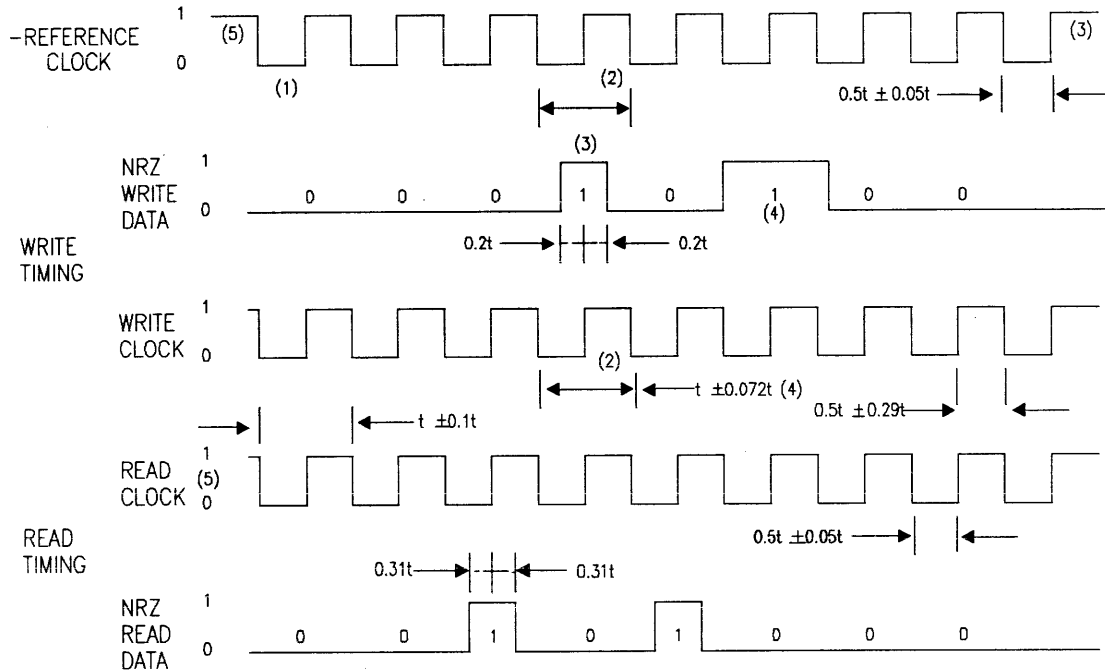 1
(5)
(3)
-REFERENCE
CLOCK
0
(1)
(2)
0.5t ±0.05t
(3)
NRZ
WRITE
DATA
1
0
0 0 0 1 0 1 0 0
(4)
WRITE
TIMING
0.2t
0.2t
WRITE
CLOCK
1
0
(2)
t ±0.072t (4)
0.5t ±0.29t
t ±0.1t
READ
CLOCK
1
(5)
0
READ
TIMING
0.5t ±0.05t
0.31t
0.31t
NRZ
READ
DATA
1
0
0 0 1 0 1 0 0 0